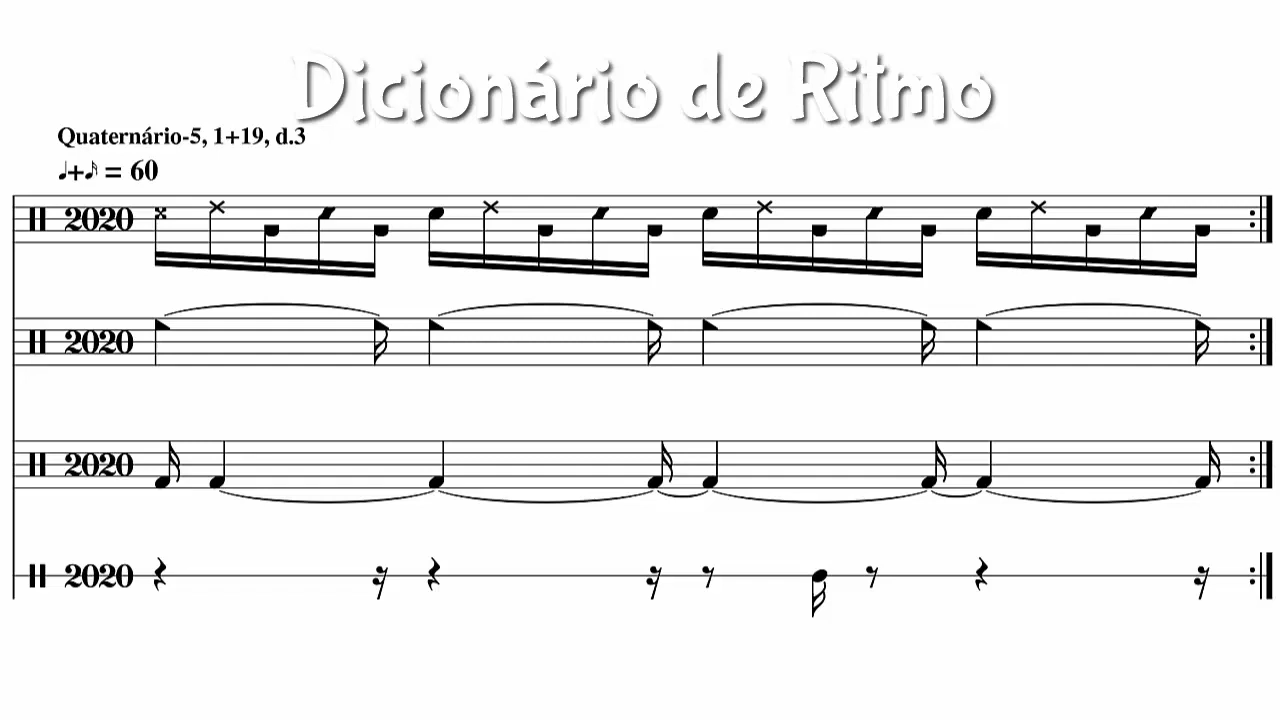 Dicionário de Ritmo
Quaternário-5, 1+19, d.3
♩+𝅘𝅥𝅯 = 60
2020
2020
2020
2020